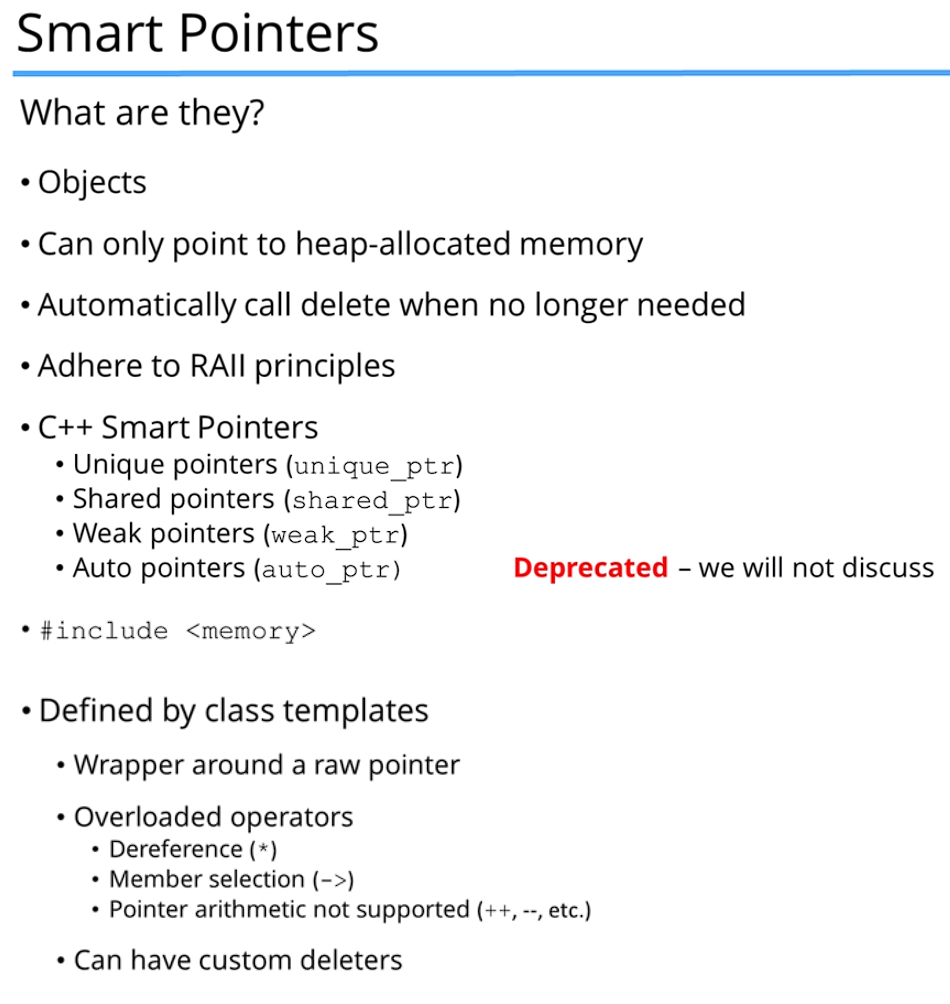 Smart Pointers
What are they?
• Objects
• Can only point to heap-allocated memory
• Automatically call delete when no longer needed
• Adhere to RAII principles
• C++ Smart Pointers
• Unique pointers (unique_ptr)
• Shared pointers (shared_ptr)
• Weak pointers (weak_ptr)
• Auto pointers (auto_ptr) Deprecated – we will not discuss
• #include <memory>
• Defined by class templates
• Wrapper around a raw pointer
• Overloaded operators
• Dereference (*)
• Member selection (->)
• Pointer arithmetic not supported (++, --, etc.)
• Can have custom deleters